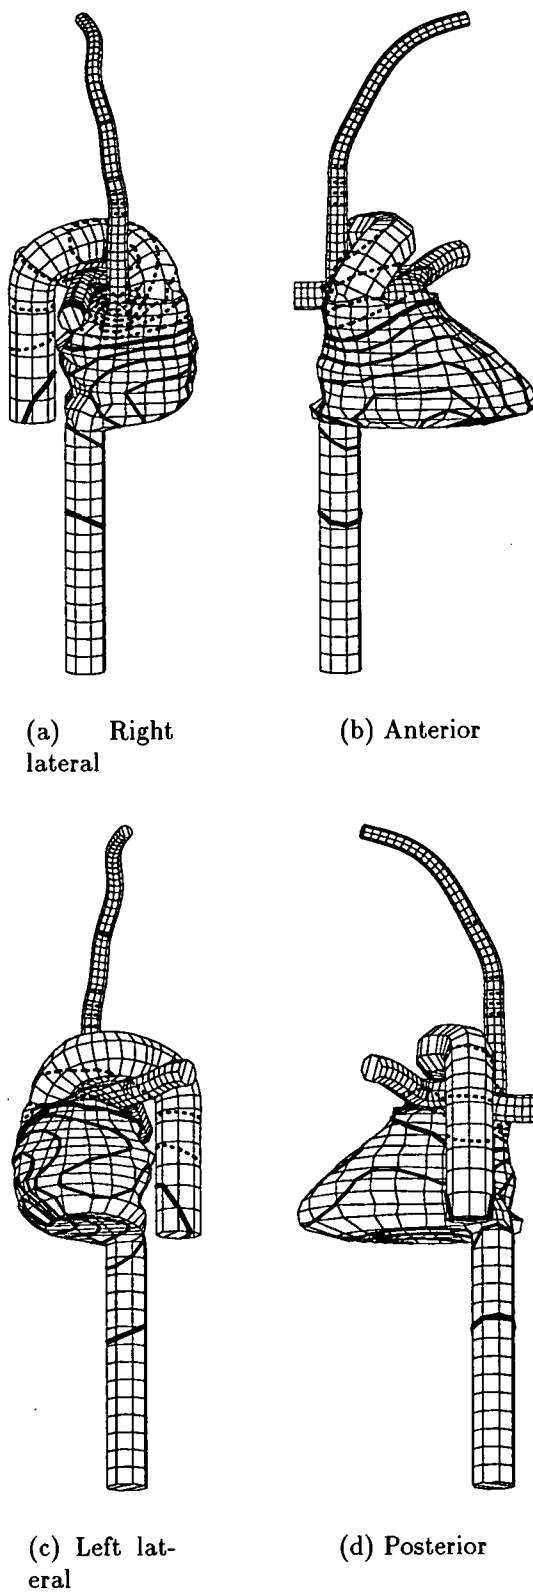 (a) Right
lateral
(b) Anterior
(c) Left lat-
eral
(d) Posterior